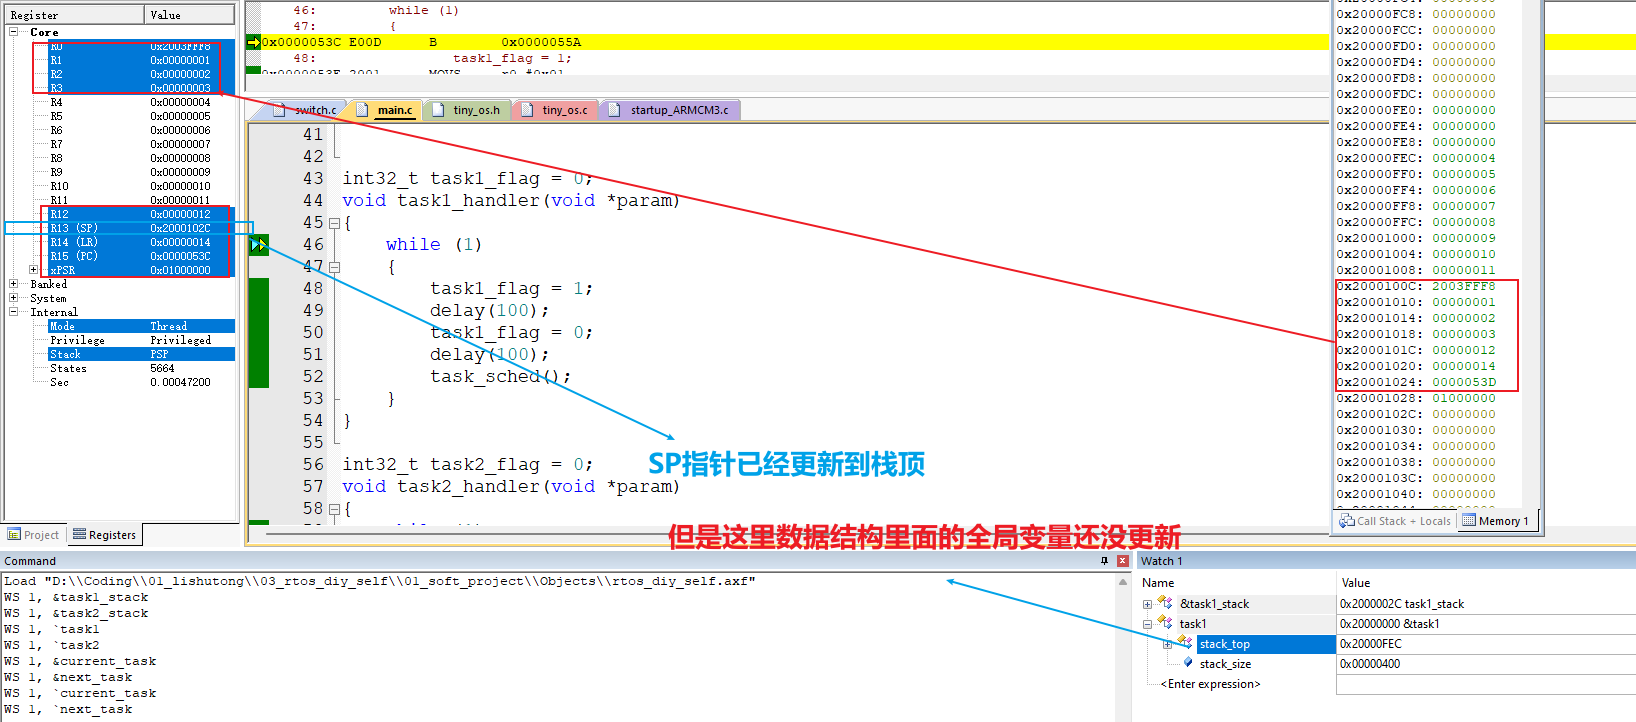 Register Value
Core
R0 0x2003FFF8
R1 0x00000001
R2 0x00000002
R3 0x00000003
R4 0x00000004
R5 0x00000005
R6 0x00000006
R7 0x00000007
R8 0x00000008
R9 0x00000009
R10 0x00000010
R11 0x00000011
R12 0x00000012
R13 (SP) 0x2000102C
R14 (LR) 0x00000014
R15 (PC) 0x0000053C
xPSR 0x01000000
Banked
System
Internal
Mode Thread
Privilege Privileged
Stack PSP
States 5664
Sec 0.00047200
Project Registers
46: while (1)
47: {
0x0000053C E00D B 0x0000055A
48: task1_flag = 1;
0x0000053E 2001 MOVS r0,#0x01
switch.c main.c tiny_os.h tiny_os.c startup_ARMCM3.c
41
42
43 int32_t task1_flag = 0;
44 void task1_handler(void *param)
45 {
46 while (1)
47 {
48 task1_flag = 1;
49 delay(100);
50 task1_flag = 0;
51 delay(100);
52 task_sched();
53 }
54 }
55
56 int32_t task2_flag = 0;
57 void task2_handler(void *param)
58 {
SP指针已经更新到栈顶
但是这里数据结构里面的全局变量还没更新
0x20000FC8: 00000000
0x20000FCC: 00000000
0x20000FD0: 00000000
0x20000FD4: 00000000
0x20000FD8: 00000000
0x20000FDC: 00000000
0x20000FE0: 00000000
0x20000FE4: 00000000
0x20000FE8: 00000000
0x20000FEC: 00000004
0x20000FF0: 00000005
0x20000FF4: 00000006
0x20000FF8: 00000007
0x20000FFC: 00000008
0x20001000: 00000009
0x20001004: 00000010
0x20001008: 00000011
0x2000100C: 2003FFF8
0x20001010: 00000001
0x20001014: 00000002
0x20001018: 00000003
0x2000101C: 00000012
0x20001020: 00000014
0x20001024: 0000053D
0x20001028: 01000000
0x2000102C: 00000000
0x20001030: 00000000
0x20001034: 00000000
0x20001038: 00000000
0x2000103C: 00000000
0x20001040: 00000000
Call Stack + Locals Memory 1
Command
Load "D:\\Coding\\01_lishutong\\03_rtos_diy_self\\01_soft_project\\Objects\\rtos_diy_self.axf"
WS 1, &task1_stack
WS 1, &task2_stack
WS 1, `task1
WS 1, `task2
WS 1, &current_task
WS 1, &next_task
WS 1, `current_task
WS 1, `next_task
Watch 1
Name Value
&task1_stack 0x2000002C task1_stack
task1 0x20000000 &task1
stack_top 0x20000FEC
stack_size 0x00000400
<Enter expression>